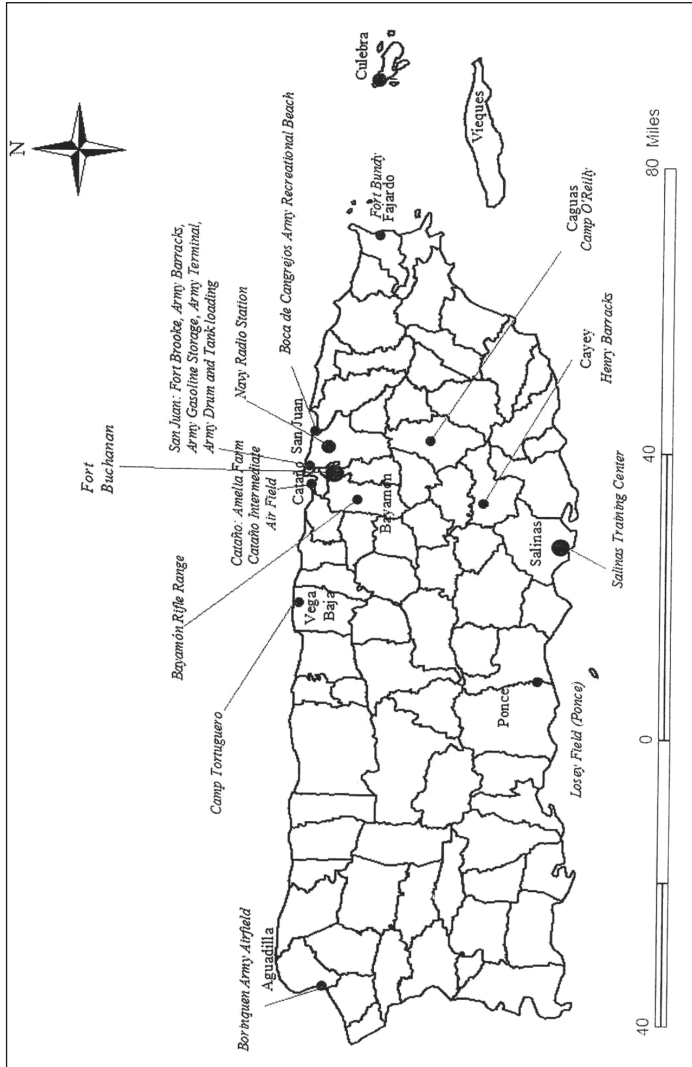 N
Culebra
Vieques
Fort Bundy
Fajardo
Boca de Cangrejos Army Recreational Beach
San Juan: Fort Brooke, Army Barracks,
Army Gasoline Storage, Army Terminal,
Army Drum and Tank loading
Navy Radio Station
Fort
Buchanan
San Juan
Cataño
Cataño: Amelia Farm
Cataño Intermediate
Air Field
Bayamón
Bayamón Rifle Range
Vega
Baja
Camp Tortuguero
Aguadilla
Borinquen Army Airfield
Caguas
Camp O'Reilly
Cayey
Henry Barracks
Salinas
Salinas Training Center
Ponce
Losey Field (Ponce)
40
0
40
80 Miles